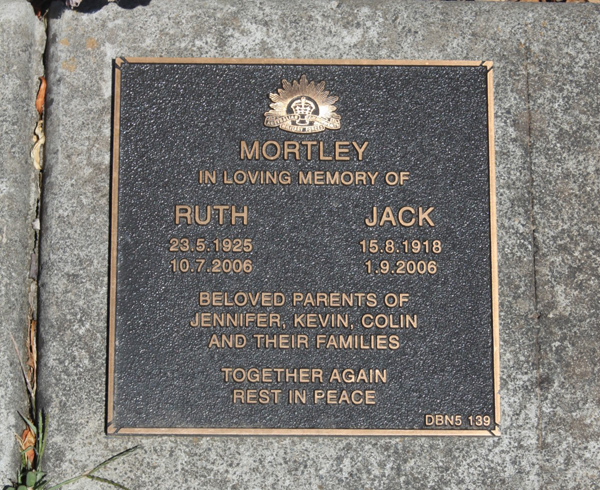 MORTLEY
IN LOVING MEMORY OF
RUTH JACK
23.5.1925 15.8.1918
10.7.2006 1.9.2006
BELOVED PARENTS OF
JENNIFER, KEVIN, COLIN
AND THEIR FAMILIES
TOGETHER AGAIN
REST IN PEACE
DBN5 139